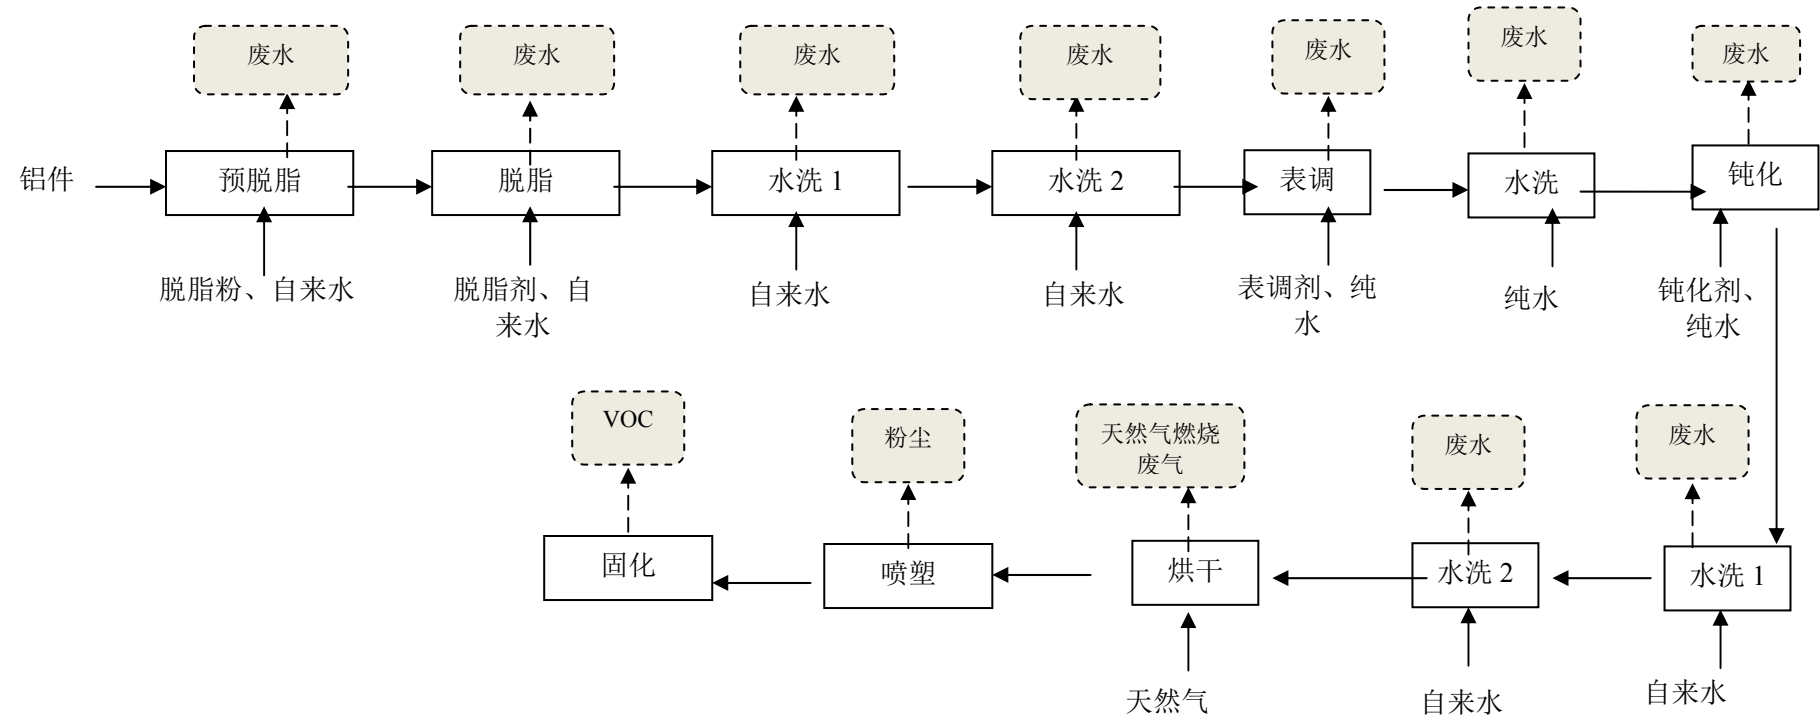 废水
废水
废水
废水
废水
废水
废水
铝件
预脱脂
脱脂
水洗 1
水洗 2
表调
水洗
钝化
脱脂粉、自来水
脱脂剂、自
来水
自来水
自来水
表调剂、纯
水
纯水
钝化剂、
纯水
VOC
粉尘
天然气燃烧
废气
废水
废水
固化
喷塑
烘干
水洗 2
水洗 1
天然气
自来水
自来水